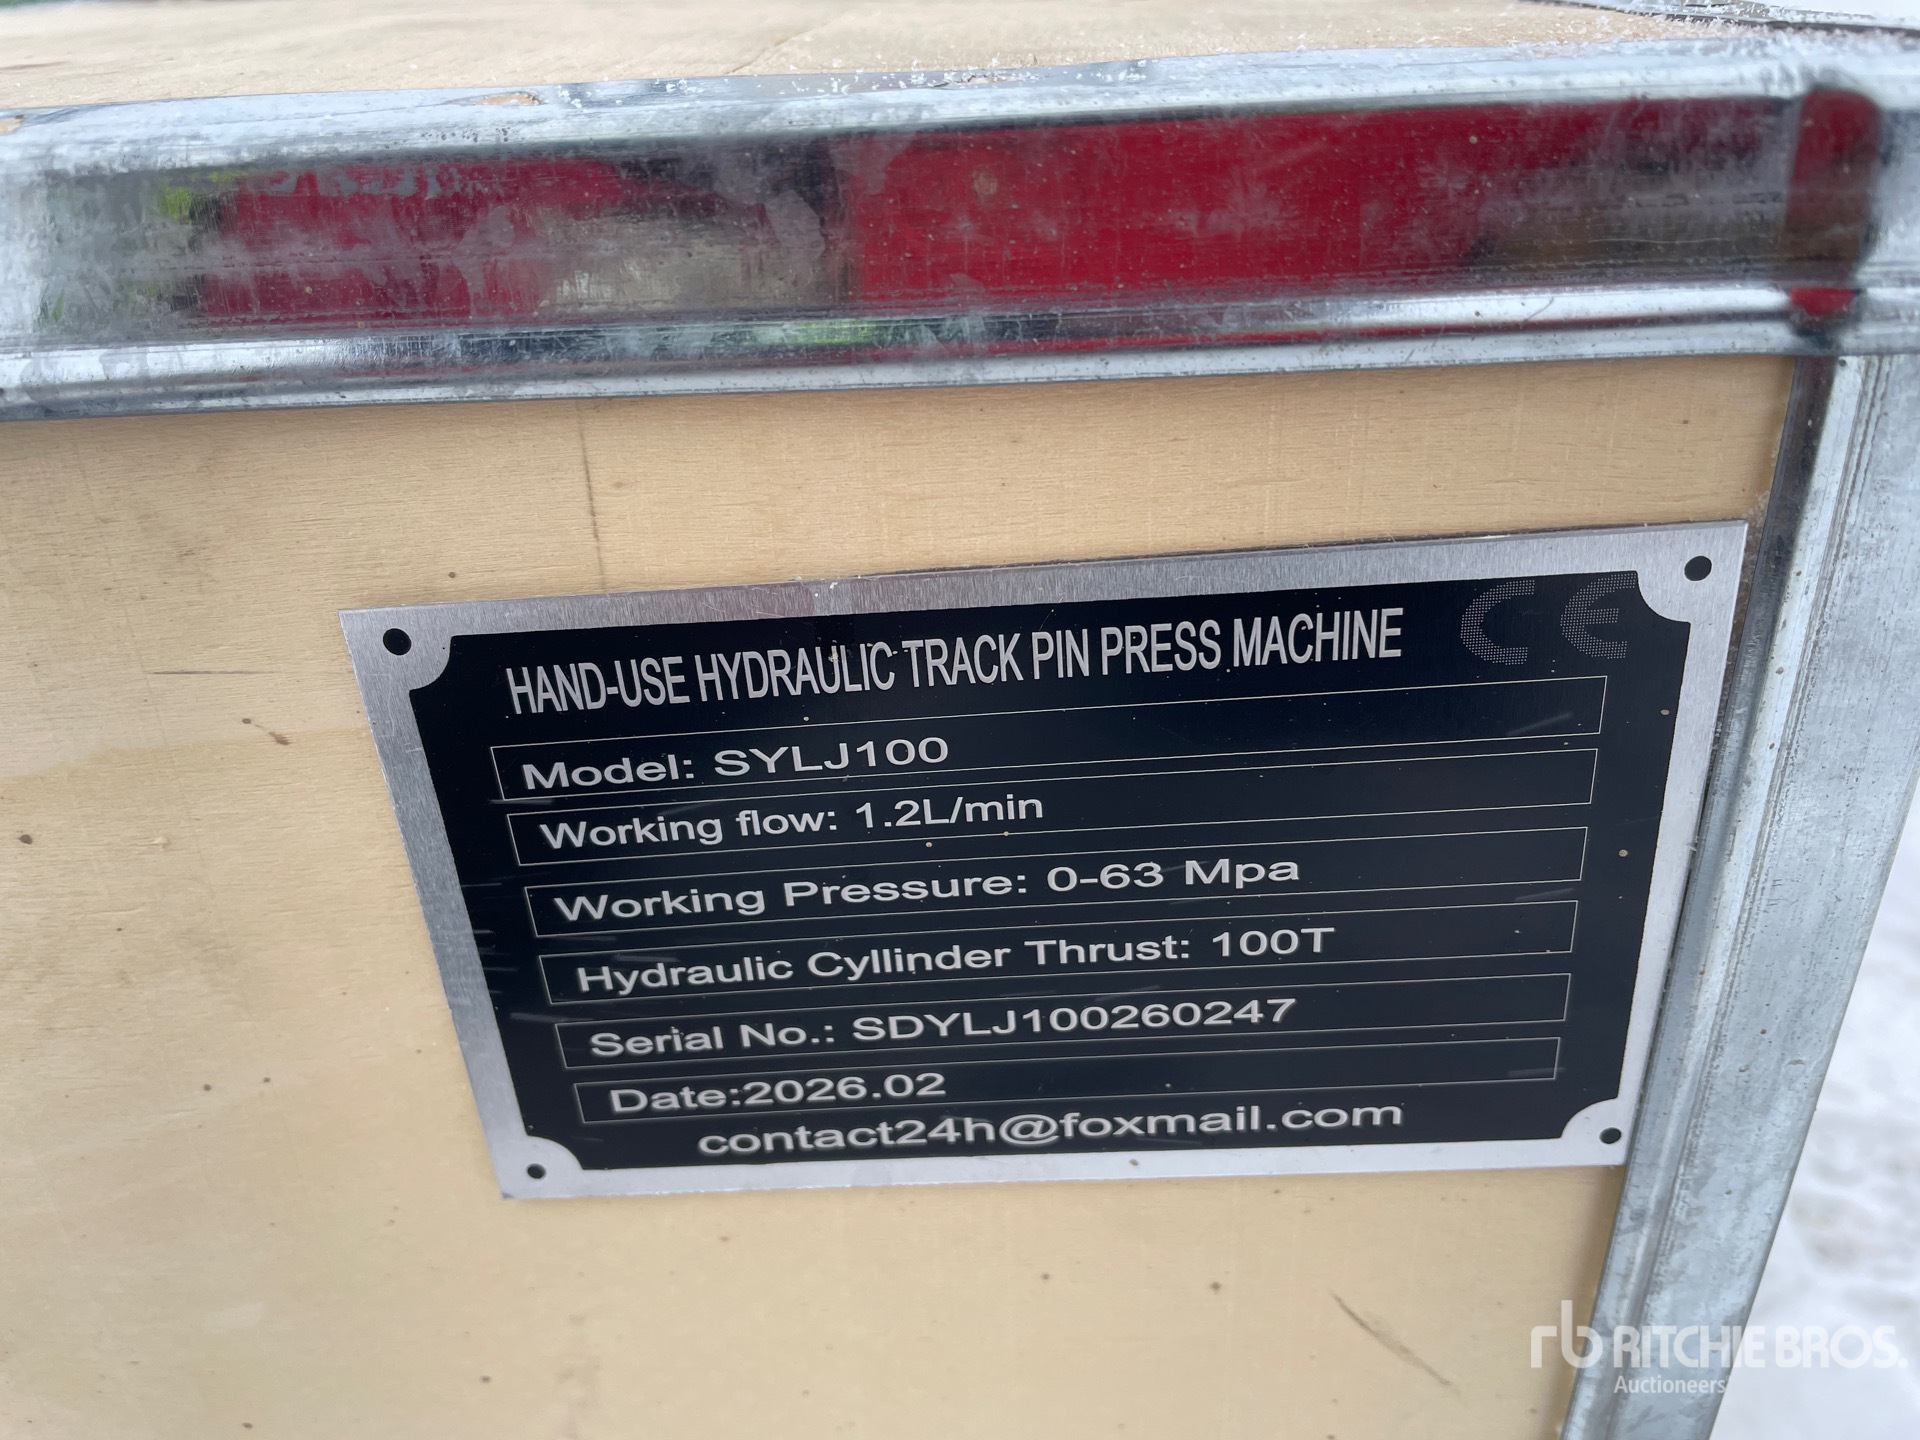 HAND-USE HYDRAULIC TRACK PIN PRESS MACHINE
CE
Model: SYLJ100
Working flow: 1.2L/min
Working Pressure: 0-63 Mpa
Hydraulic Cyllinder Thrust: 100T
Serial No.: SDYLJ100260247
Date:2026.02
contact24h@foxmail.com
rb RITCHIE BROS.
Auctioneers